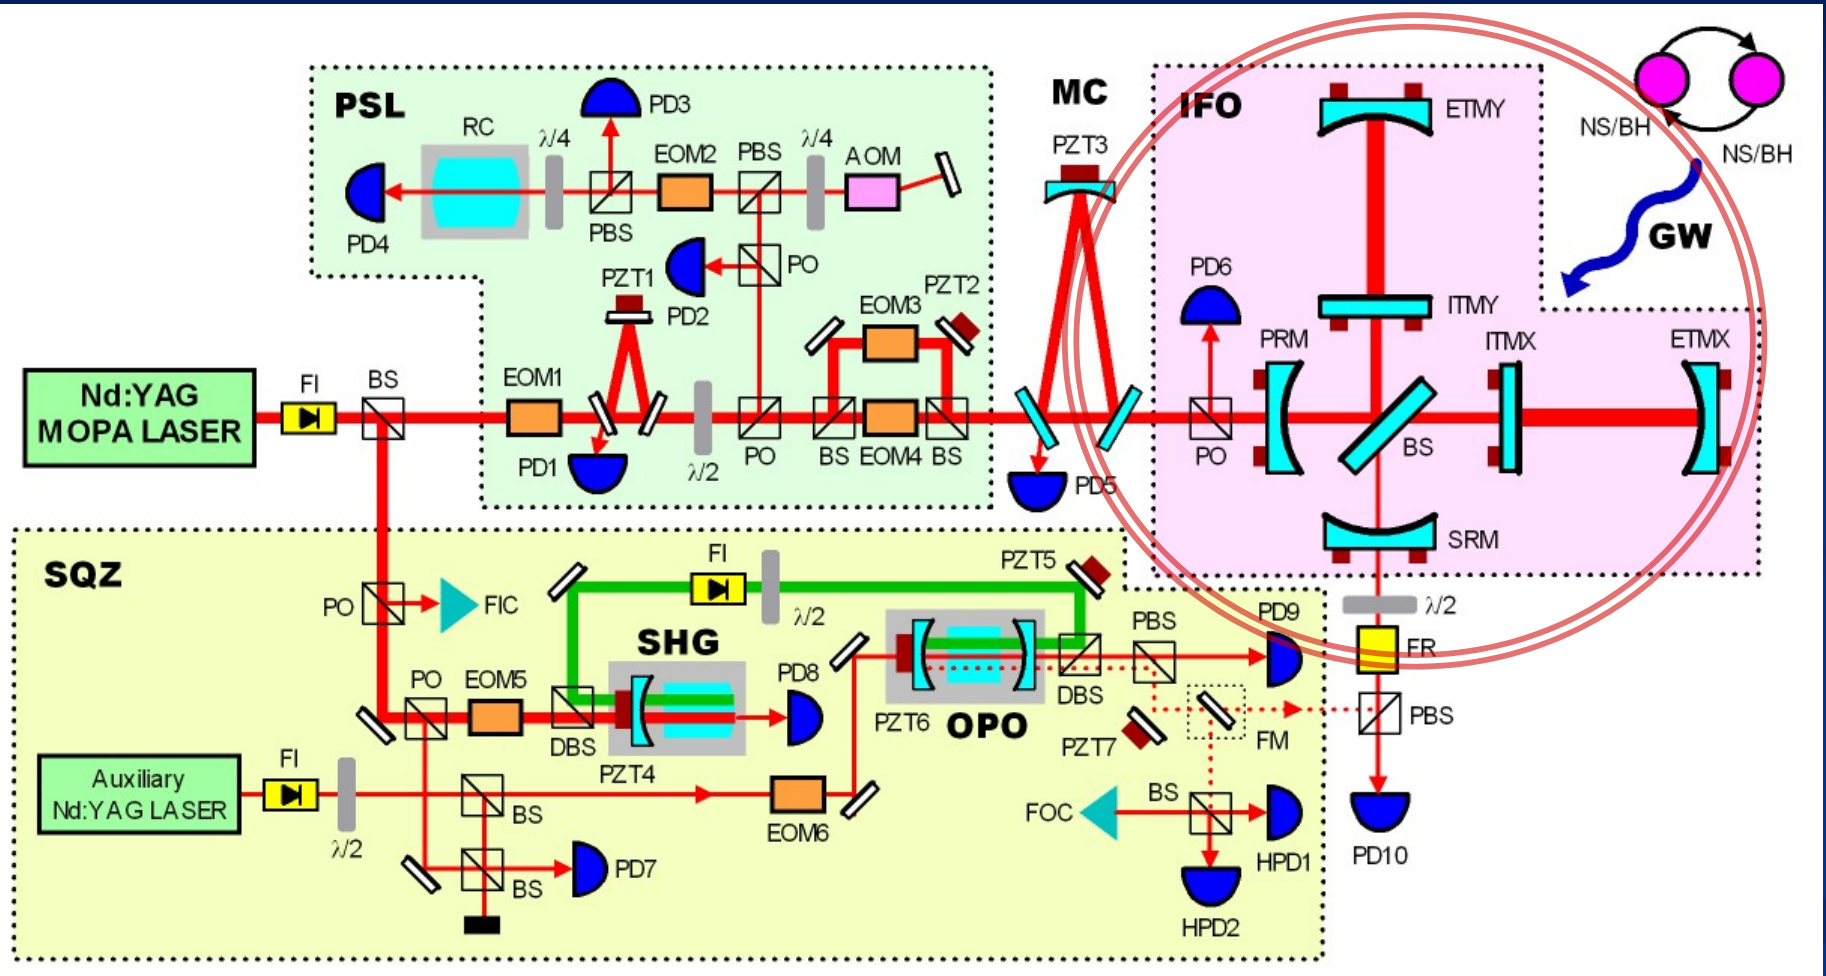 PSL
RC
λ/4
PD3
EOM2
PBS
λ/4
AOM
PD4
PBS
PD2
PO
PZT1
PZT2
EOM3
EOM1
PD1
λ/2
PO
BS
EOM4
BS
Nd:YAG
MOPA LASER
FI
BS
MC
PZT3
PD5
IFO
ETMY
ITMY
PD6
PO
PRM
BS
ITMX
ETMX
SRM
NS/BH
NS/BH
GW
λ/2
FR
PBS
PD10
SQZ
PO
FIC
FI
λ/2
PZT5
SHG
PO
EOM5
DBS
PZT4
PD8
PZT6
OPO
DBS
PBS
PD9
PZT7
FM
Auxiliary
Nd:YAG LASER
FI
λ/2
BS
BS
PD7
EOM6
FOC
BS
HPD1
HPD2